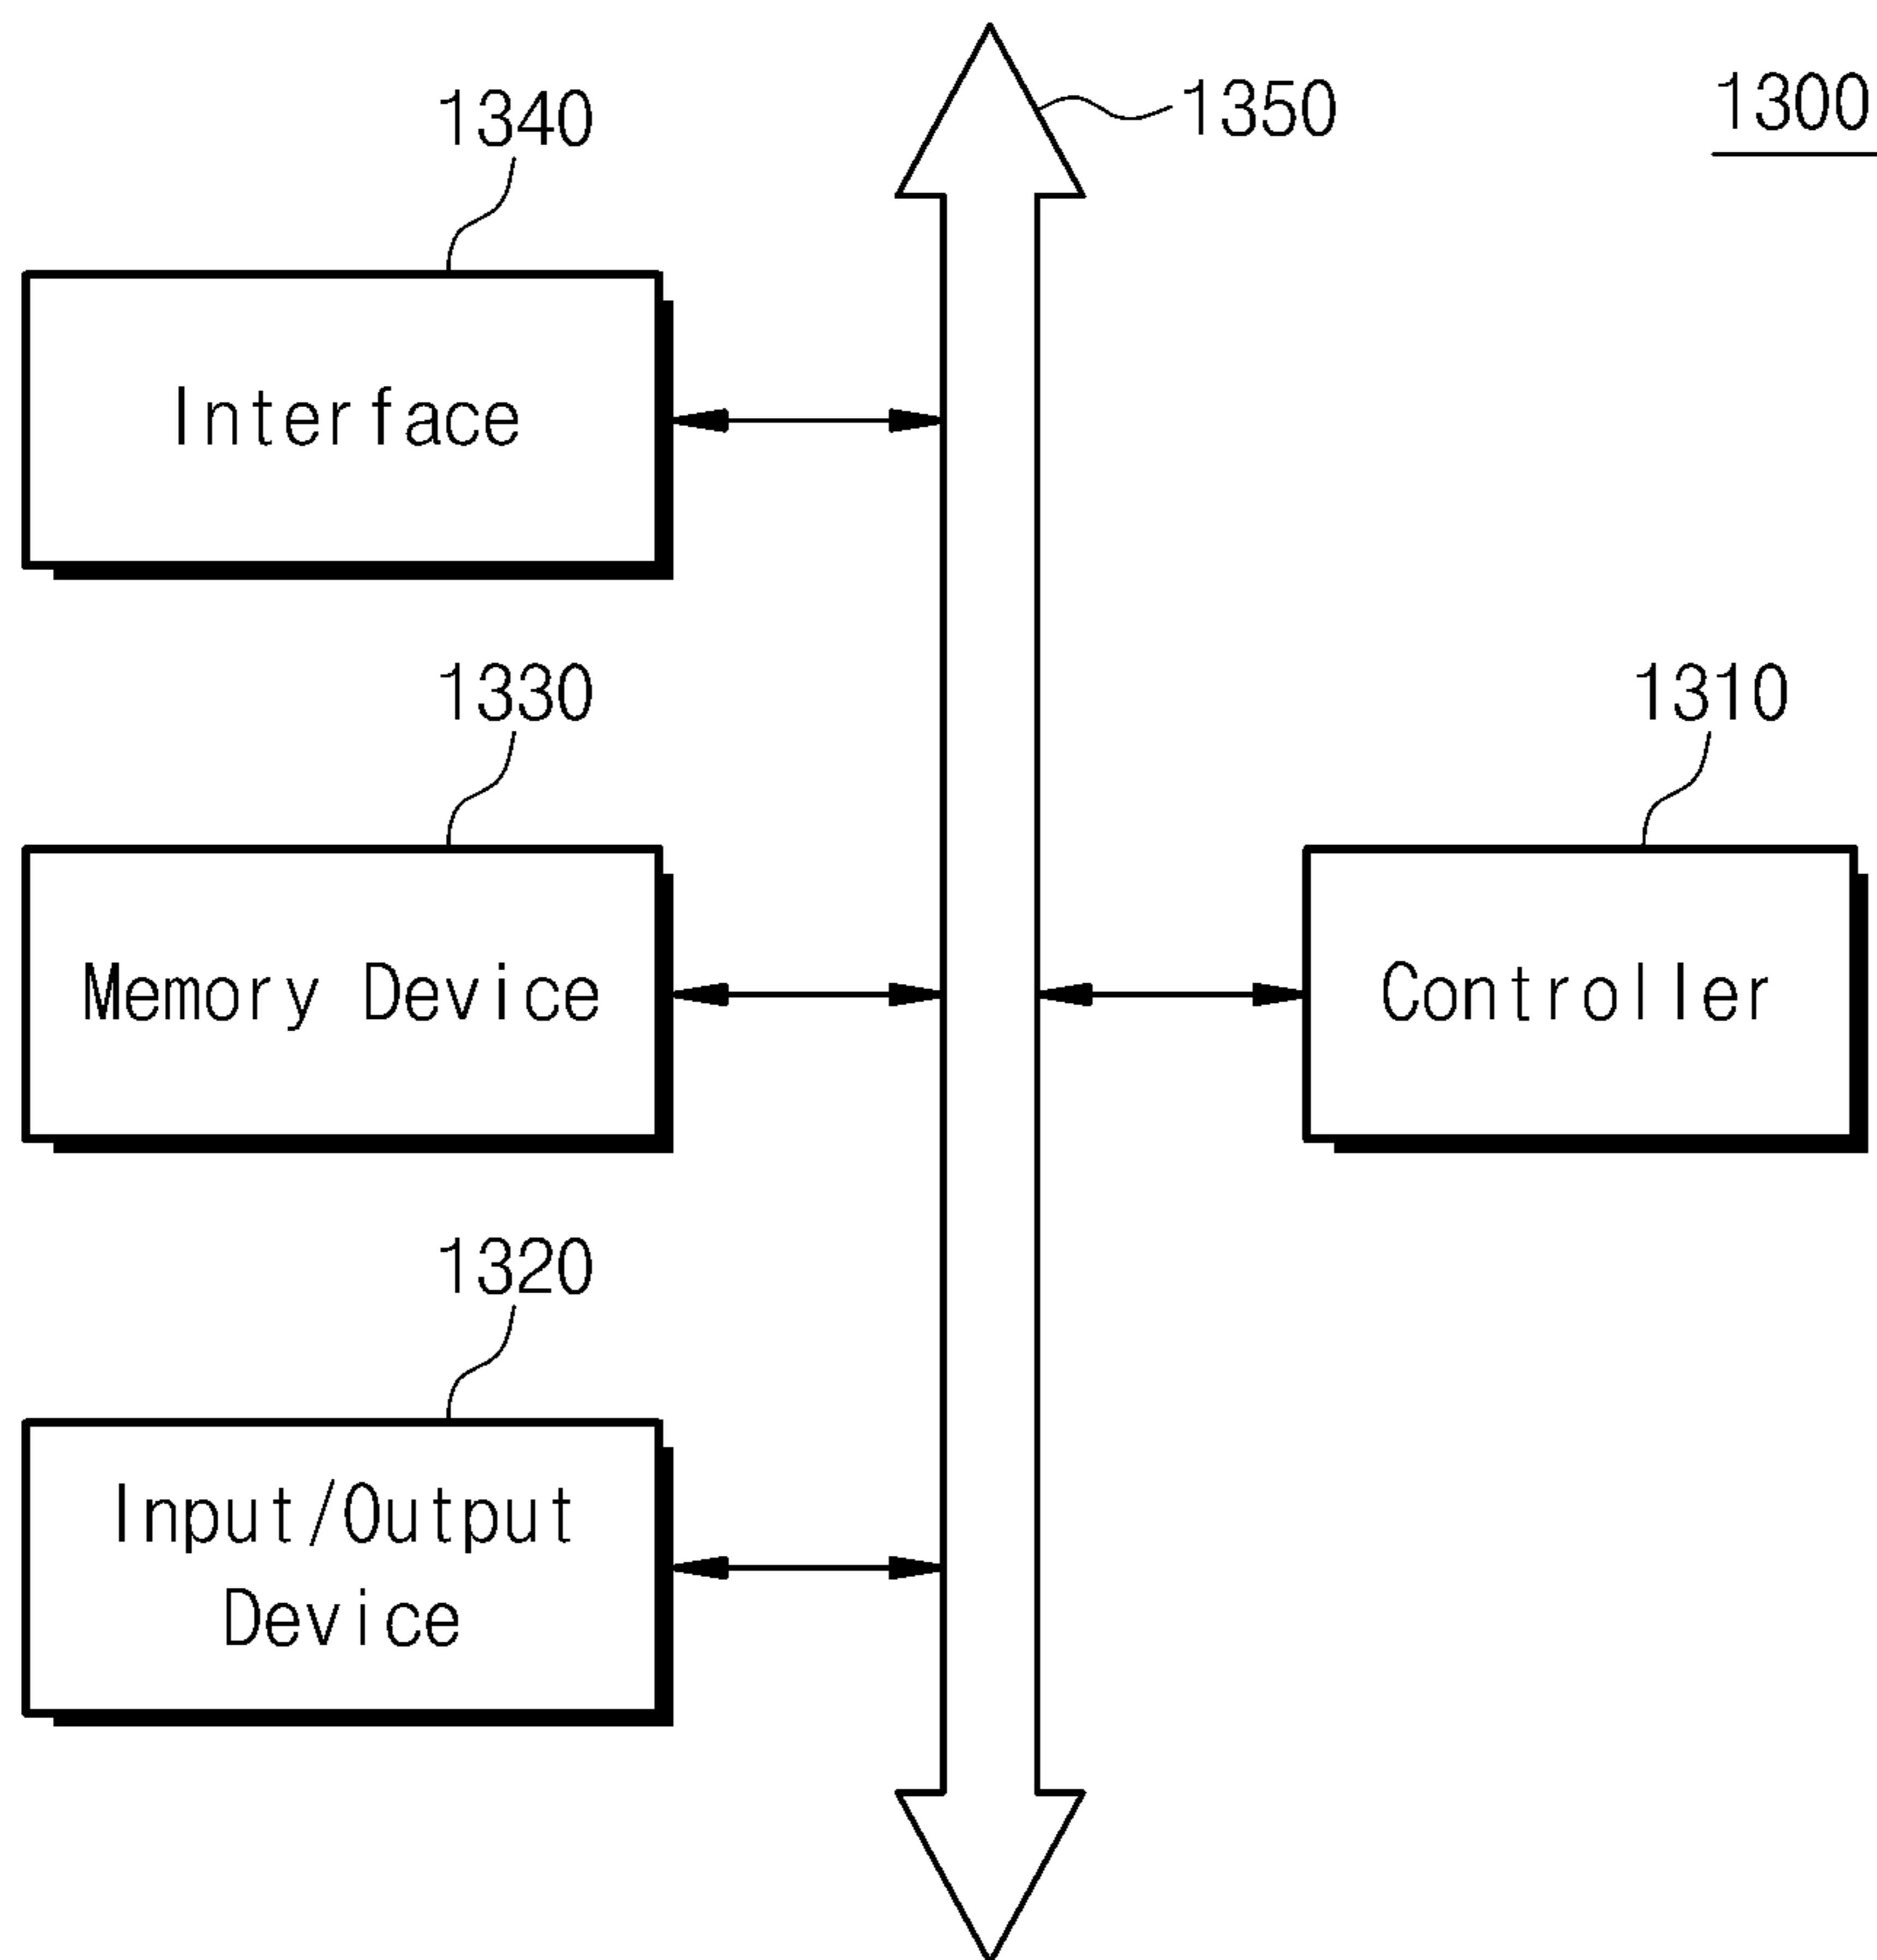 1300
1350
1340
Interface
1330
Memory Device
1310
Controller
1320
Input/Output
Device